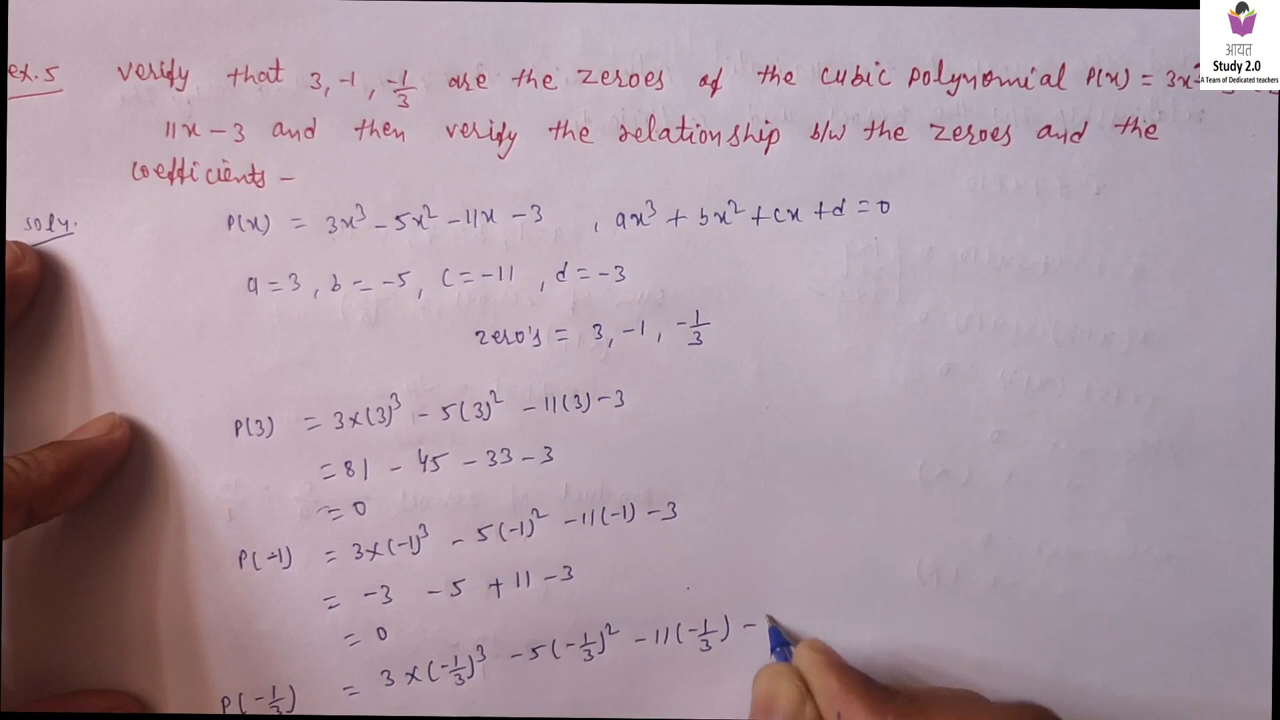 आयत
Study 2.0
A Team of Dedicated teachers
ex.5 verify that 3, -1, -1/3 are the zeroes of the cubic polynomial P(x) = 3x
11x - 3 and then verify the relationship b/w the zeroes and the
coefficients -
soly. P(x) = 3x³ - 5x² - 11x - 3 , ax³ + bx² + cx + d = 0
a = 3 , b = -5, c = -11 , d = -3
zero's = 3, -1, -1/3
P(3) = 3×(3)³ - 5(3)² - 11(3) - 3
= 81 - 45 - 33 - 3
= 0
P(-1) = 3×(-1)³ - 5(-1)² - 11(-1) - 3
= -3 - 5 + 11 - 3
= 0
P(-1/3) = 3×(-1/3)³ - 5(-1/3)² - 11(-1/3) -